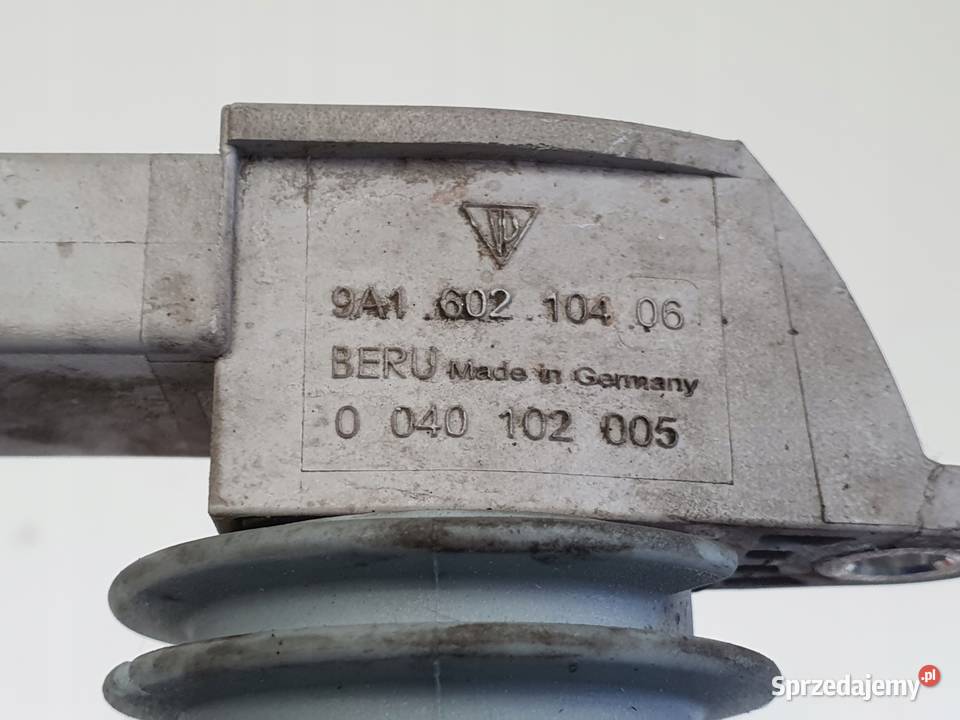 9A1.602.104.06
BERU Made in Germany
0 040 102 005
Sprzedajemy.pl